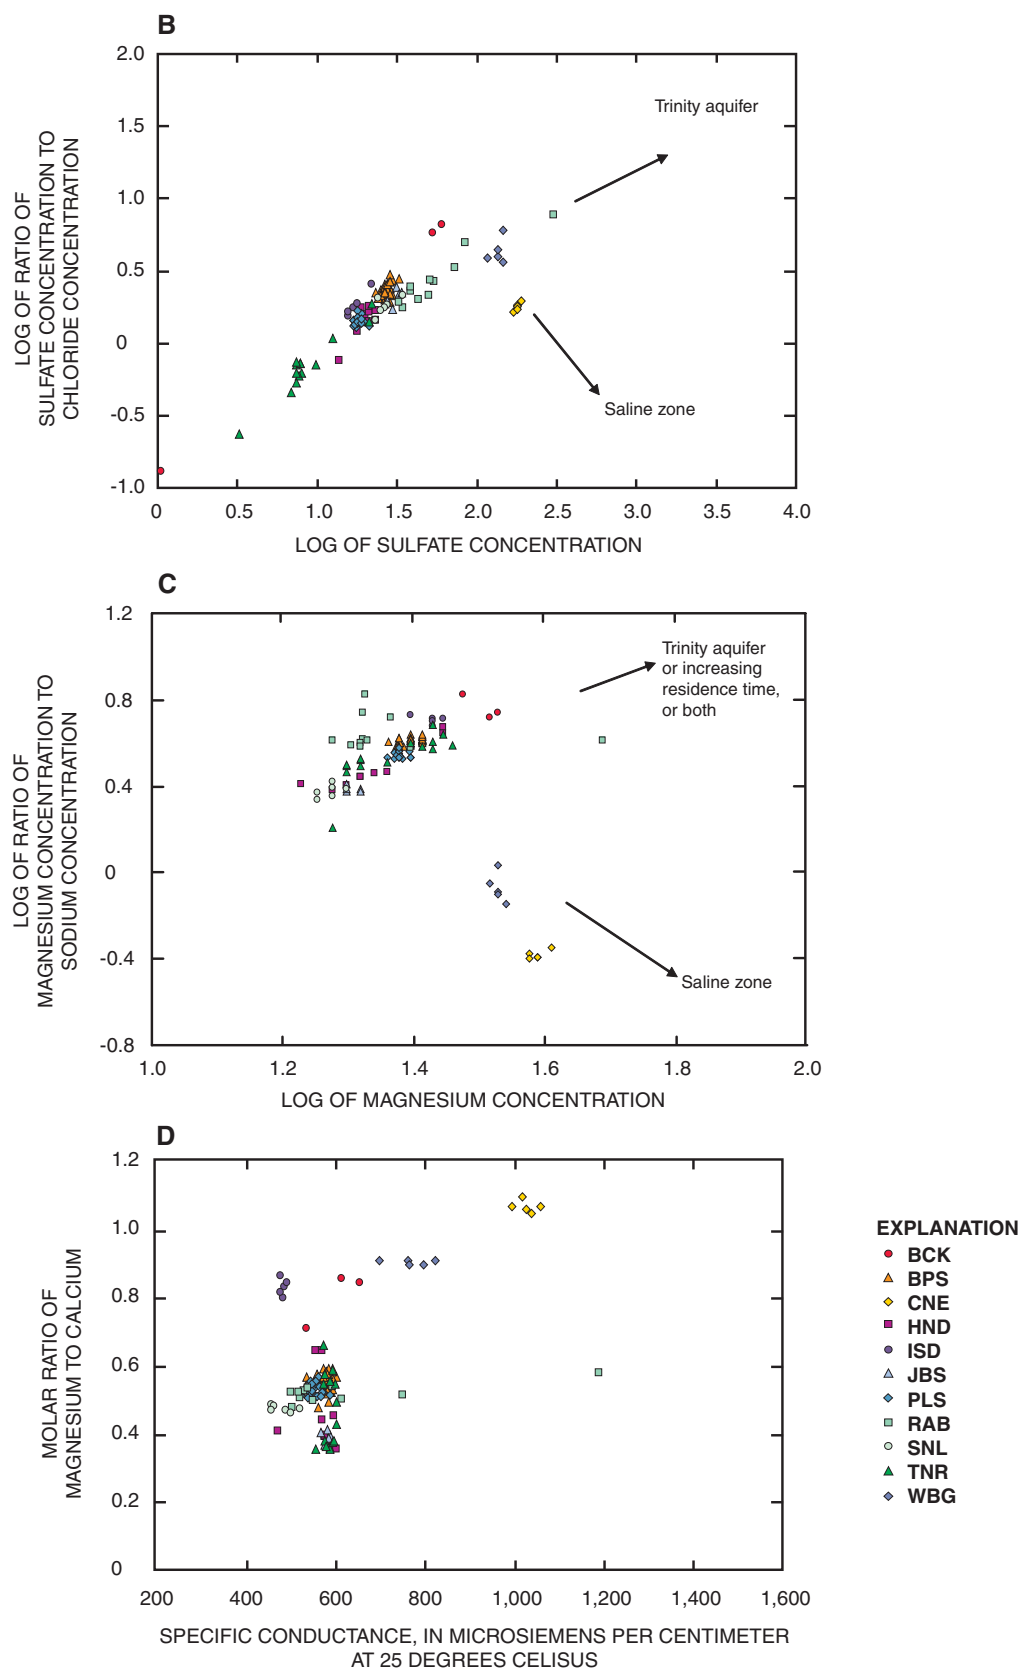 B
2.0
1.5
1.0
0.5
0
-0.5
-1.0
LOG OF RATIO OF
SULFATE CONCENTRATION TO
CHLORIDE CONCENTRATION
Trinity aquifer
Saline zone
0 0.5 1.0 1.5 2.0 2.5 3.0 3.5 4.0
LOG OF SULFATE CONCENTRATION
C
1.2
0.8
0.4
0
-0.4
-0.8
LOG OF RATIO OF
MAGNESIUM CONCENTRATION TO
SODIUM CONCENTRATION
Trinity aquifer
or increasing
residence time,
or both
Saline zone
1.0 1.2 1.4 1.6 1.8 2.0
LOG OF MAGNESIUM CONCENTRATION
D
1.2
1.0
0.8
0.6
0.4
0.2
0
MOLAR RATIO OF
MAGNESIUM TO CALCIUM
200 400 600 800 1,000 1,200 1,400 1,600
SPECIFIC CONDUCTANCE, IN MICROSIEMENS PER CENTIMETER
AT 25 DEGREES CELISUS
EXPLANATION
BCK
BPS
CNE
HND
ISD
JBS
PLS
RAB
SNL
TNR
WBG